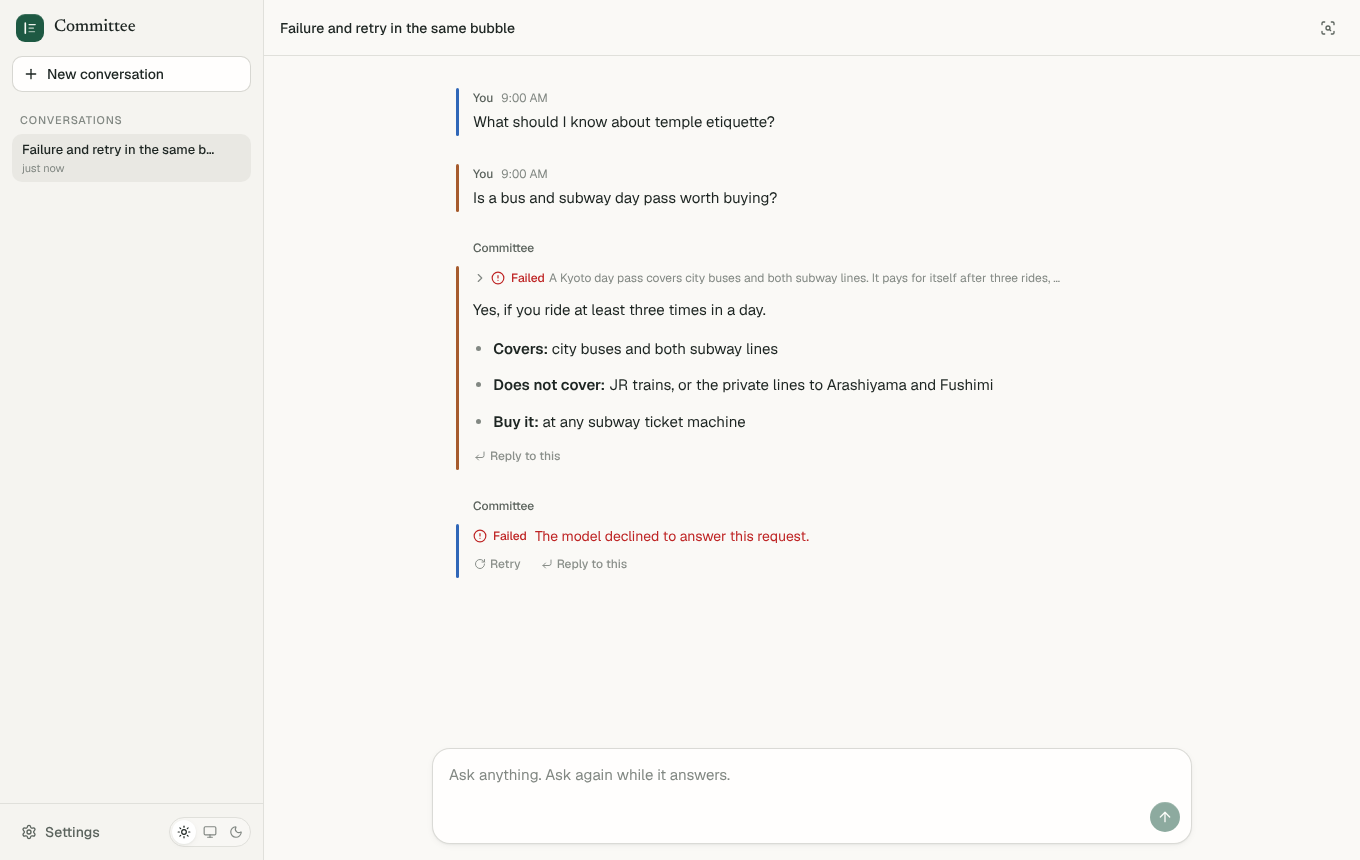 Committee
New conversation
CONVERSATIONS
Failure and retry in the same b…
just now
Settings
Failure and retry in the same bubble
You 9:00 AM
What should I know about temple etiquette?
You 9:00 AM
Is a bus and subway day pass worth buying?
Committee
Failed A Kyoto day pass covers city buses and both subway lines. It pays for itself after three rides, …
Yes, if you ride at least three times in a day.
Covers: city buses and both subway lines
Does not cover: JR trains, or the private lines to Arashiyama and Fushimi
Buy it: at any subway ticket machine
Reply to this
Committee
Failed The model declined to answer this request.
Retry Reply to this
Ask anything. Ask again while it answers.